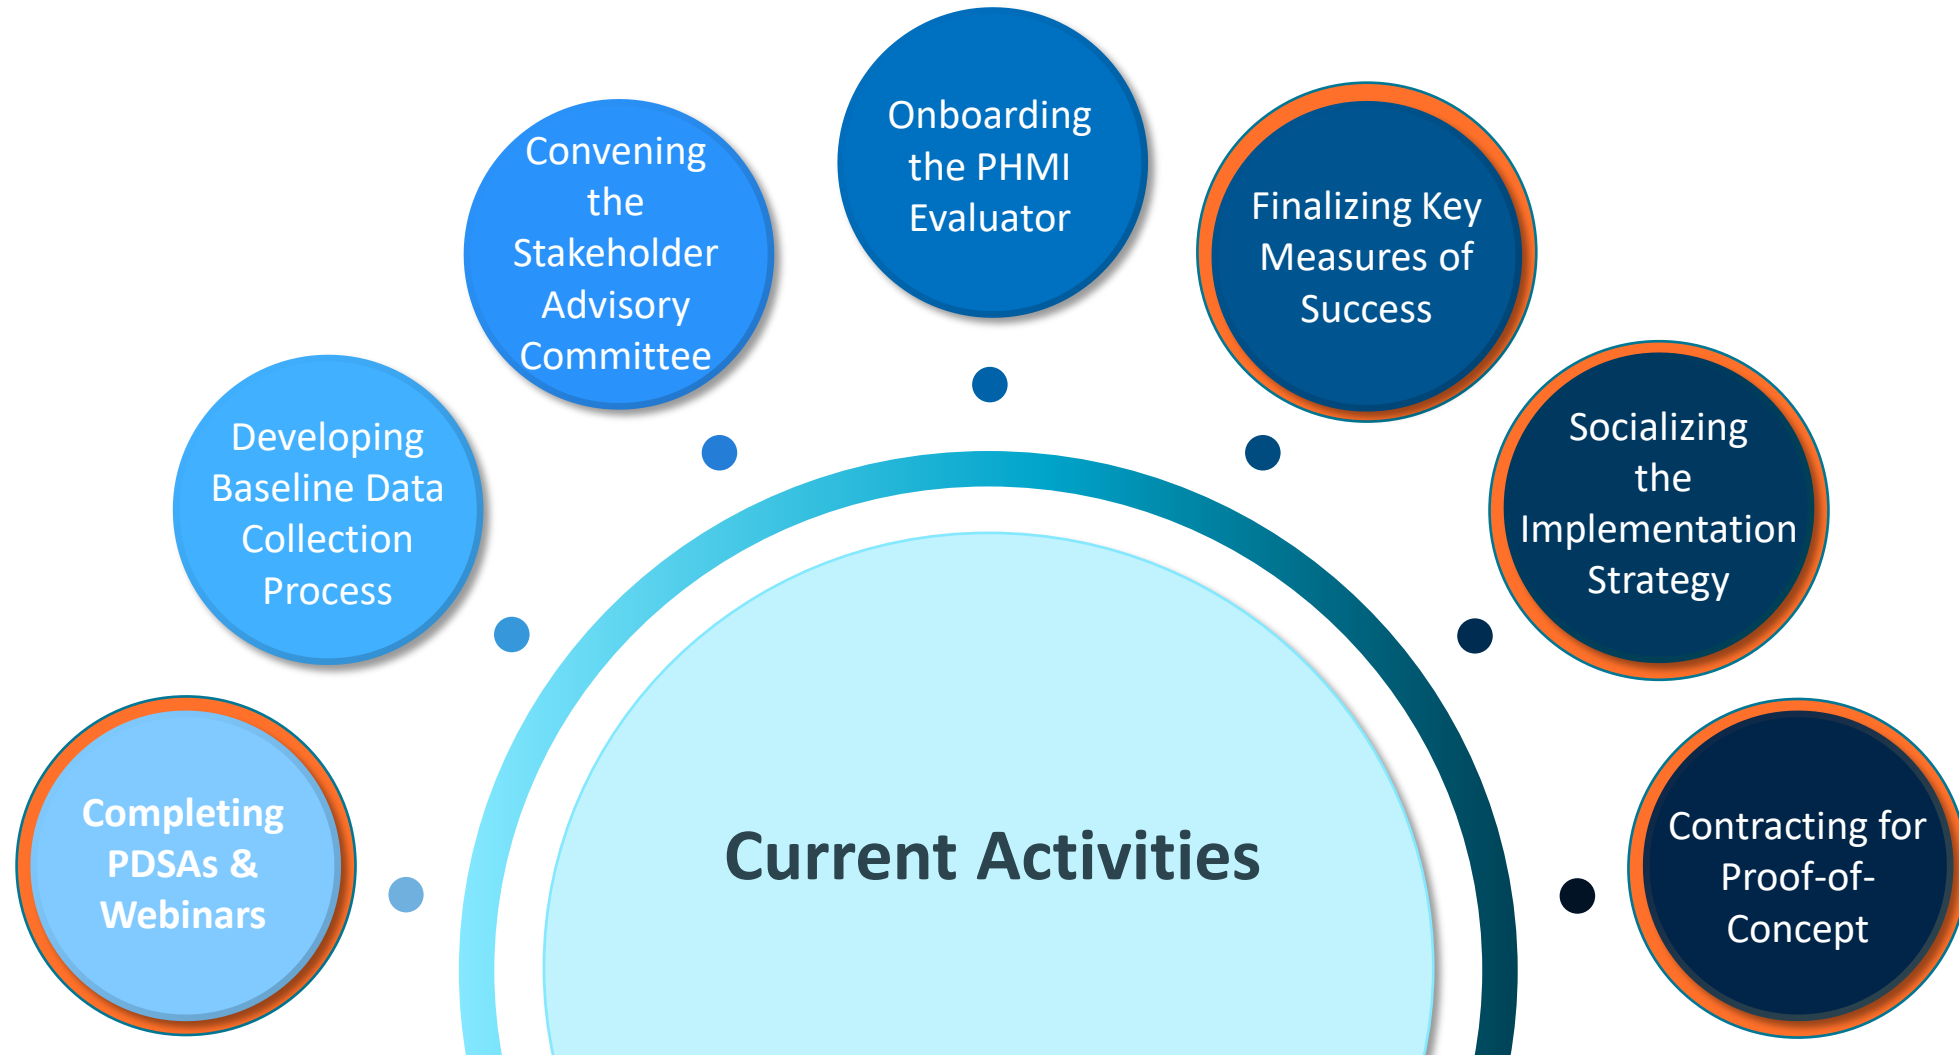 Completing
PDSAs &
Webinars
Developing
Baseline Data
Collection
Process
Convening
the
Stakeholder
Advisory
Committee
Onboarding
the PHMI
Evaluator
Finalizing Key
Measures of
Success
Socializing
the
Implementation
Strategy
Contracting for
Proof-of-
Concept
Current Activities